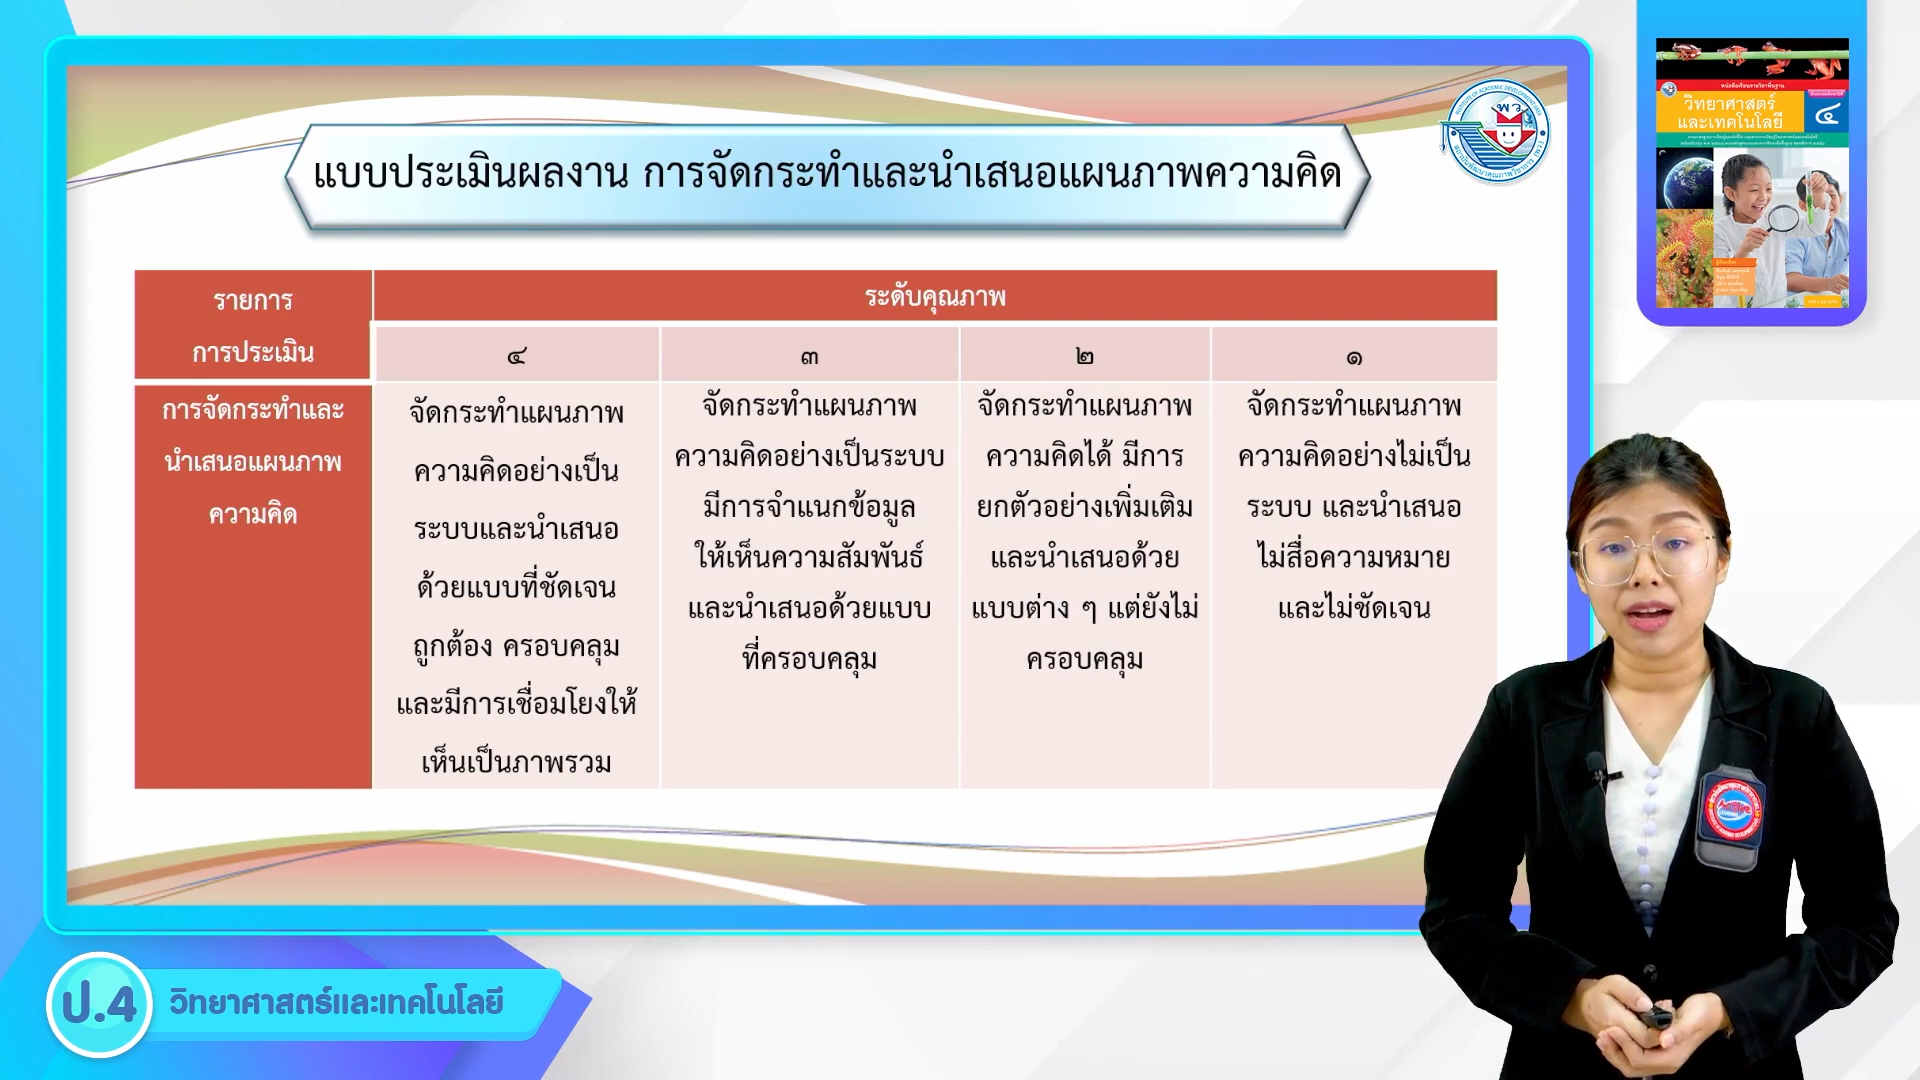 แบบประเมินผลงาน การจัดกระทำและนำเสนอแผนภาพความคิด
รายการ
การประเมิน
ระดับคุณภาพ
๔
๓
๒
๑
การจัดกระทำและ
นำเสนอแผนภาพ
ความคิด
จัดกระทำแผนภาพ
ความคิดอย่างเป็น
ระบบและนำเสนอ
ด้วยแบบที่ชัดเจน
ถูกต้อง ครอบคลุม
และมีการเชื่อมโยงให้
เห็นเป็นภาพรวม
จัดกระทำแผนภาพ
ความคิดอย่างเป็นระบบ
มีการจำแนกข้อมูล
ให้เห็นความสัมพันธ์
และนำเสนอด้วยแบบ
ที่ครอบคลุม
จัดกระทำแผนภาพ
ความคิดได้ มีการ
ยกตัวอย่างเพิ่มเติม
และนำเสนอด้วย
แบบต่าง ๆ แต่ยังไม่
ครอบคลุม
จัดกระทำแผนภาพ
ความคิดอย่างไม่เป็น
ระบบ และนำเสนอ
ไม่สื่อความหมาย
และไม่ชัดเจน
พว.
หนังสือเรียนรายวิชาพื้นฐาน
วิทยาศาสตร์
และเทคโนโลยี
๔
ป.4
วิทยาศาสตร์และเทคโนโลยี